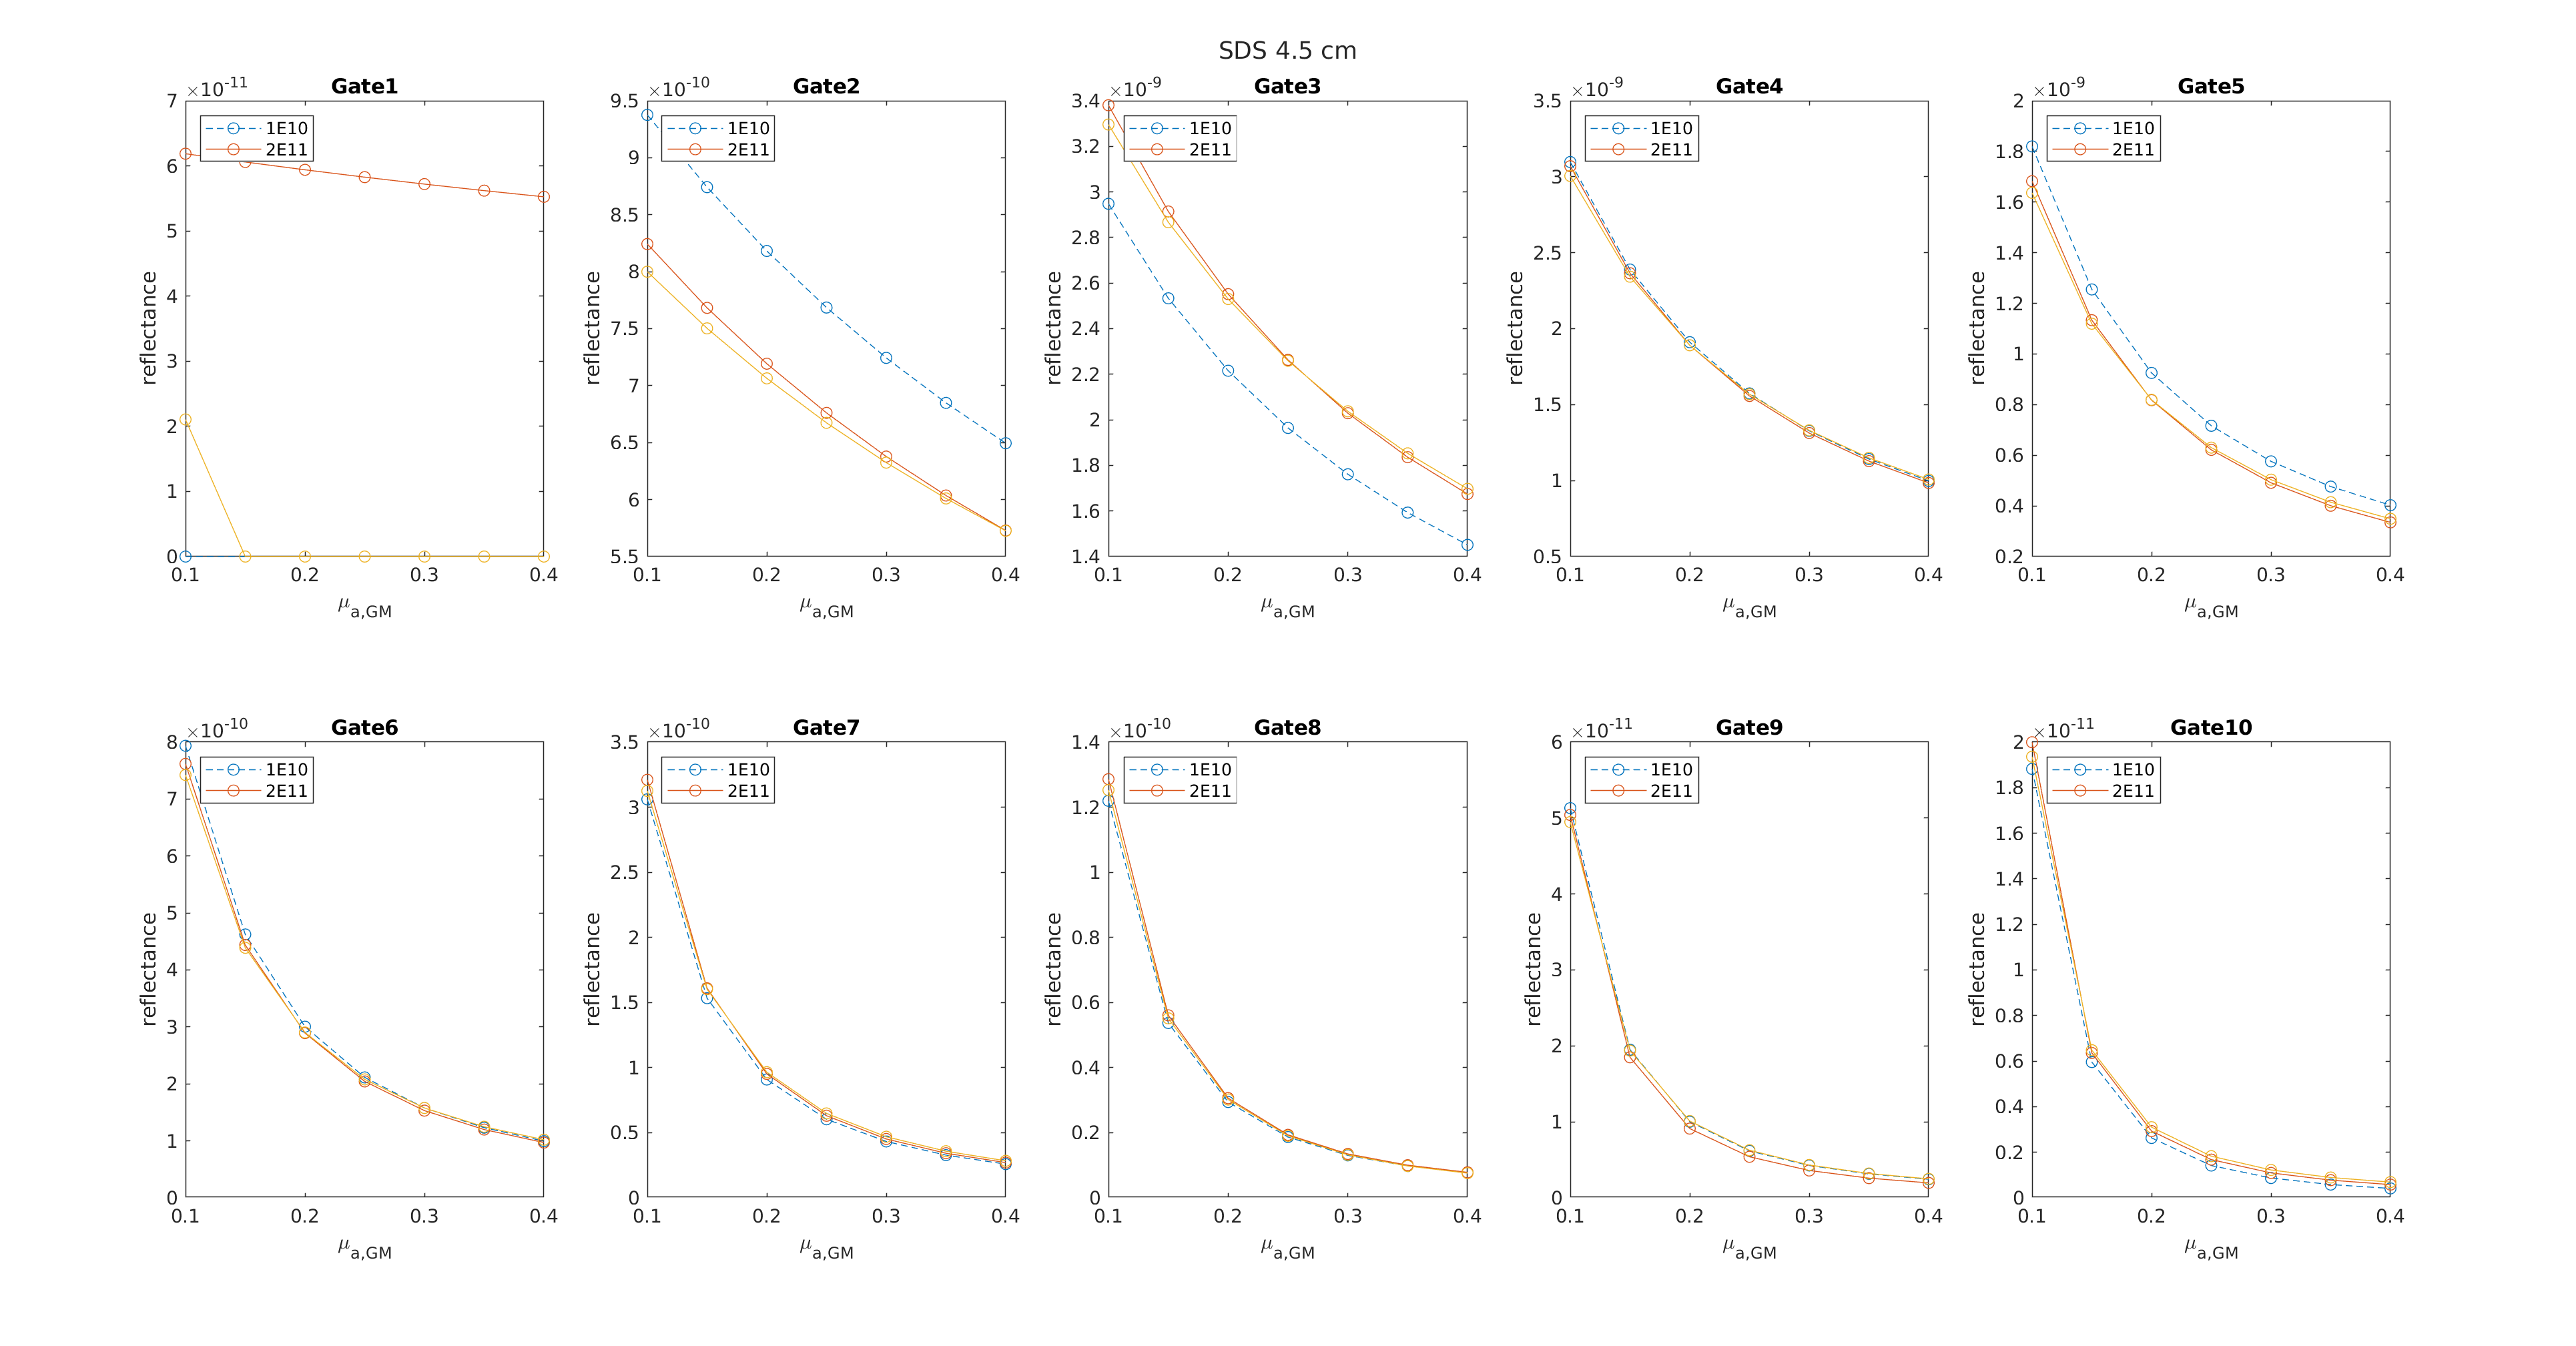 SDS 4.5 cm
Gate1
×10-11
7
6
5
4
3
2
1
0
0.1 0.2 0.3 0.4
reflectance
μa,GM
1E10
2E11
Gate2
×10-10
9.5
9
8.5
8
7.5
7
6.5
6
5.5
0.1 0.2 0.3 0.4
reflectance
μa,GM
1E10
2E11
Gate3
×10-9
3.4
3.2
3
2.8
2.6
2.4
2.2
2
1.8
1.6
1.4
0.1 0.2 0.3 0.4
reflectance
μa,GM
1E10
2E11
Gate4
×10-9
3.5
3
2.5
2
1.5
1
0.5
0.1 0.2 0.3 0.4
reflectance
μa,GM
1E10
2E11
Gate5
×10-9
2
1.8
1.6
1.4
1.2
1
0.8
0.6
0.4
0.2
0.1 0.2 0.3 0.4
reflectance
μa,GM
1E10
2E11
Gate6
×10-10
8
7
6
5
4
3
2
1
0
0.1 0.2 0.3 0.4
reflectance
μa,GM
1E10
2E11
Gate7
×10-10
3.5
3
2.5
2
1.5
1
0.5
0
0.1 0.2 0.3 0.4
reflectance
μa,GM
1E10
2E11
Gate8
×10-10
1.4
1.2
1
0.8
0.6
0.4
0.2
0
0.1 0.2 0.3 0.4
reflectance
μa,GM
1E10
2E11
Gate9
×10-11
6
5
4
3
2
1
0
0.1 0.2 0.3 0.4
reflectance
μa,GM
1E10
2E11
Gate10
×10-11
2
1.8
1.6
1.4
1.2
1
0.8
0.6
0.4
0.2
0
0.1 0.2 0.3 0.4
reflectance
μa,GM
1E10
2E11